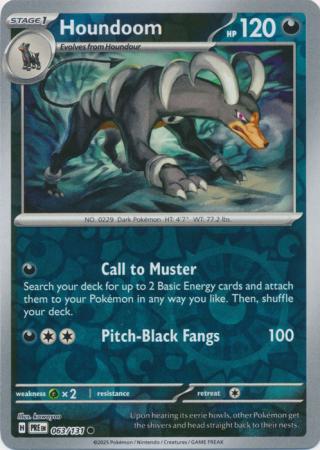 STAGE 1
Houndoom
HP 120
Evolves from Houndour
NO. 0229 Dark Pokémon HT: 4'7" WT: 77.2 lbs.
Call to Muster
Search your deck for up to 2 Basic Energy cards and attach
them to your Pokémon in any way you like. Then, shuffle
your deck.
Pitch-Black Fangs 100
weakness ×2 resistance retreat
Illus. kawayoo
H PRE EN 063/131
Upon hearing its eerie howls, other Pokémon get
the shivers and head straight back to their nests.
©2025 Pokémon / Nintendo / Creatures / GAME FREAK